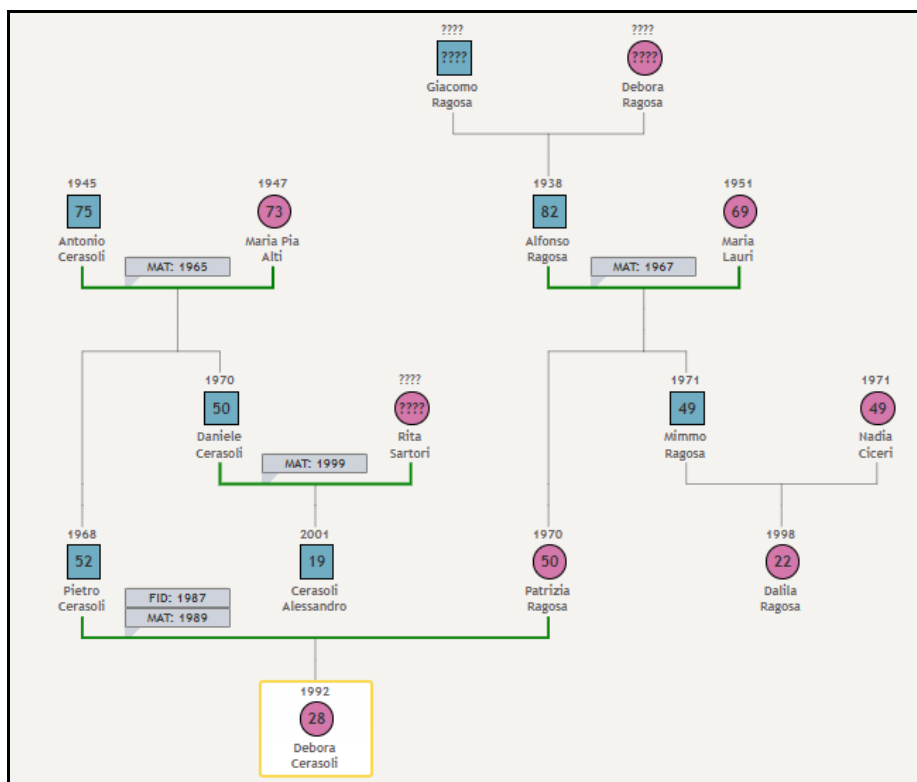 ????
????
????
????
Giacomo
Ragosa
Debora
Ragosa
1945
1947
1938
1951
75
73
82
69
Antonio
Cerasoli
Maria Pia
Alti
Alfonso
Ragosa
Maria
Lauri
MAT: 1965
MAT: 1967
1970
????
1971
1971
50
????
49
49
Daniele
Cerasoli
Rita
Sartori
Mimmo
Ragosa
Nadia
Ciceri
MAT: 1999
1968
2001
1970
1998
52
19
50
22
Pietro
Cerasoli
Cerasoli
Alessandro
Patrizia
Ragosa
Dalila
Ragosa
FID: 1987
MAT: 1989
1992
28
Debora
Cerasoli